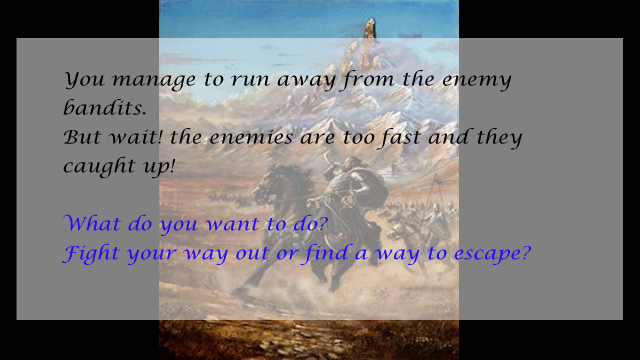 You manage to run away from the enemy
bandits.
But wait! the enemies are too fast and they
caught up!
What do you want to do?
Fight your way out or find a way to escape?